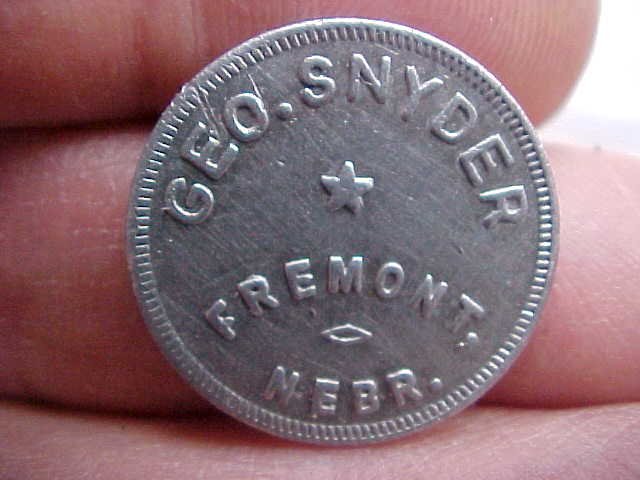 GEO. SNYDER
FREMONT,
NEBR.